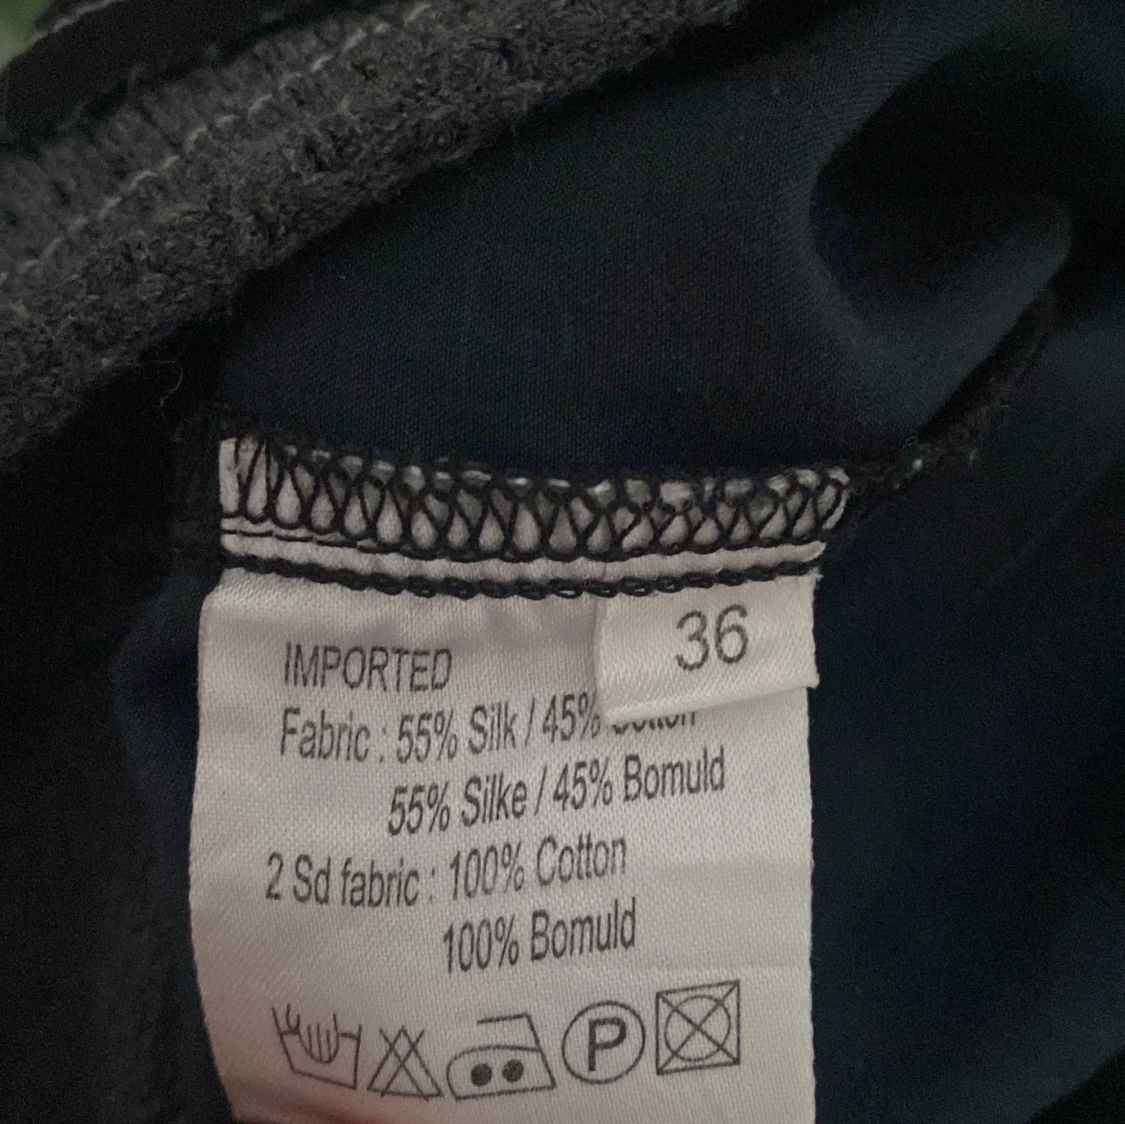 36
IMPORTED
Fabric : 55% Silk / 45%
55% Silke / 45% Bomuld
2 Sd fabric : 100% Cotton
100% Bomuld
P